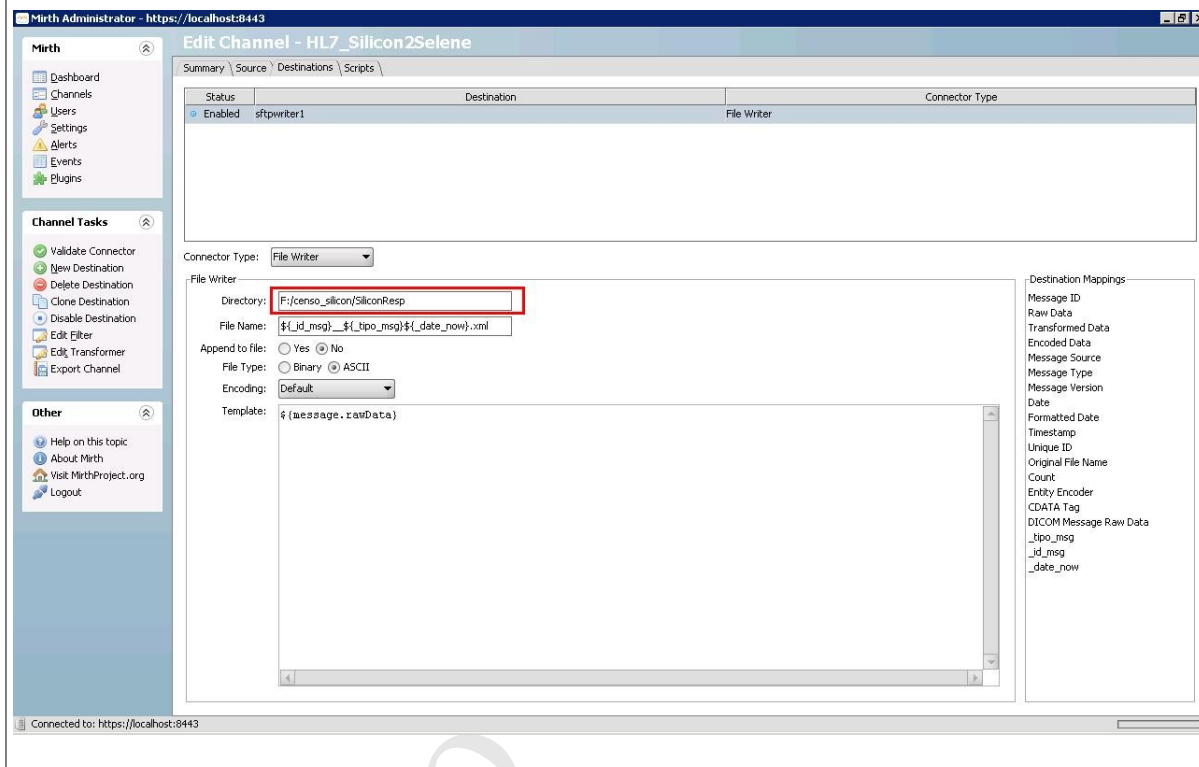 Mirth Administrator - https://localhost:8443
Mirth
Dashboard
Channels
Users
Settings
Alerts
Events
Plugins
Channel Tasks
Validate Connector
New Destination
Delete Destination
Clone Destination
Disable Destination
Edit Filter
Edit Transformer
Export Channel
Other
Help on this topic
About Mirth
Visit MirthProject.org
Logout
Edit Channel - HL7_Silicon2Selene
Summary Source Destinations Scripts
Status Destination Connector Type
Enabled sftpwriter1 File Writer
Connector Type: File Writer
File Writer
Directory: F:/censo_silicon/SiliconResp
File Name: ${_id_msg}__${_tipo_msg}${_date_now}.xml
Append to file: Yes No
File Type: Binary ASCII
Encoding: Default
Template: ${message.rawData}
Destination Mappings
Message ID
Raw Data
Transformed Data
Encoded Data
Message Source
Message Type
Message Version
Date
Formatted Date
Timestamp
Unique ID
Original File Name
Count
Entity Encoder
CDATA Tag
DICOM Message Raw Data
_tipo_msg
_id_msg
_date_now
Connected to: https://localhost:8443